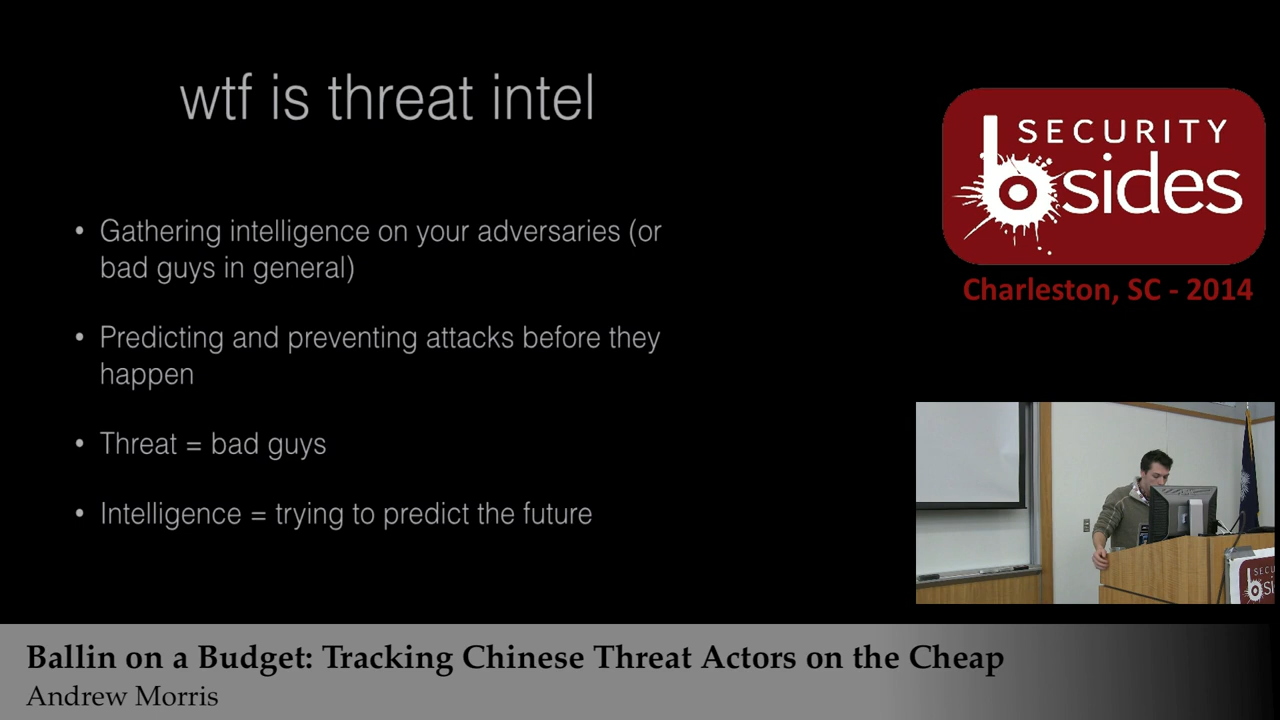 wtf is threat intel
• Gathering intelligence on your adversaries (or
bad guys in general)
• Predicting and preventing attacks before they
happen
• Threat = bad guys
• Intelligence = trying to predict the future
SECURITY
bsides
Charleston, SC - 2014
SECU
bsi
Ballin on a Budget: Tracking Chinese Threat Actors on the Cheap
Andrew Morris